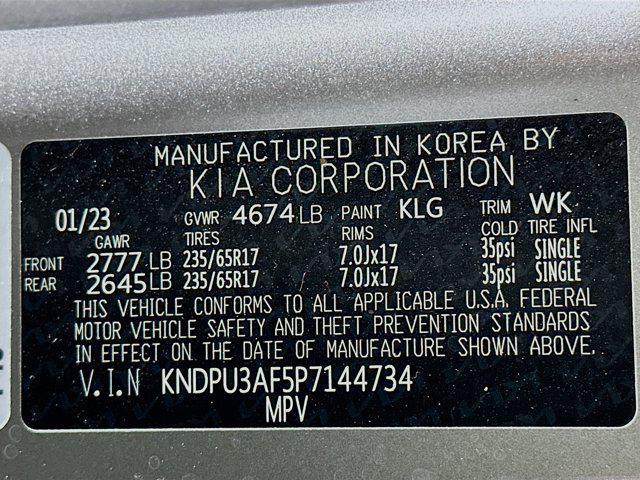 MANUFACTURED IN KOREA BY
KIA CORPORATION
01/23 GVWR 4674 LB PAINT KLG TRIM WK
GAWR TIRES RIMS COLD TIRE INFL
FRONT 2777 LB 235/65R17 7.0Jx17 35psi SINGLE
REAR 2645 LB 235/65R17 7.0Jx17 35psi SINGLE
THIS VEHICLE CONFORMS TO ALL APPLICABLE U.S.A. FEDERAL
MOTOR VEHICLE SAFETY AND THEFT PREVENTION STANDARDS
IN EFFECT ON THE DATE OF MANUFACTURE SHOWN ABOVE.
V.I.N KNDPU3AF5P7144734
MPV